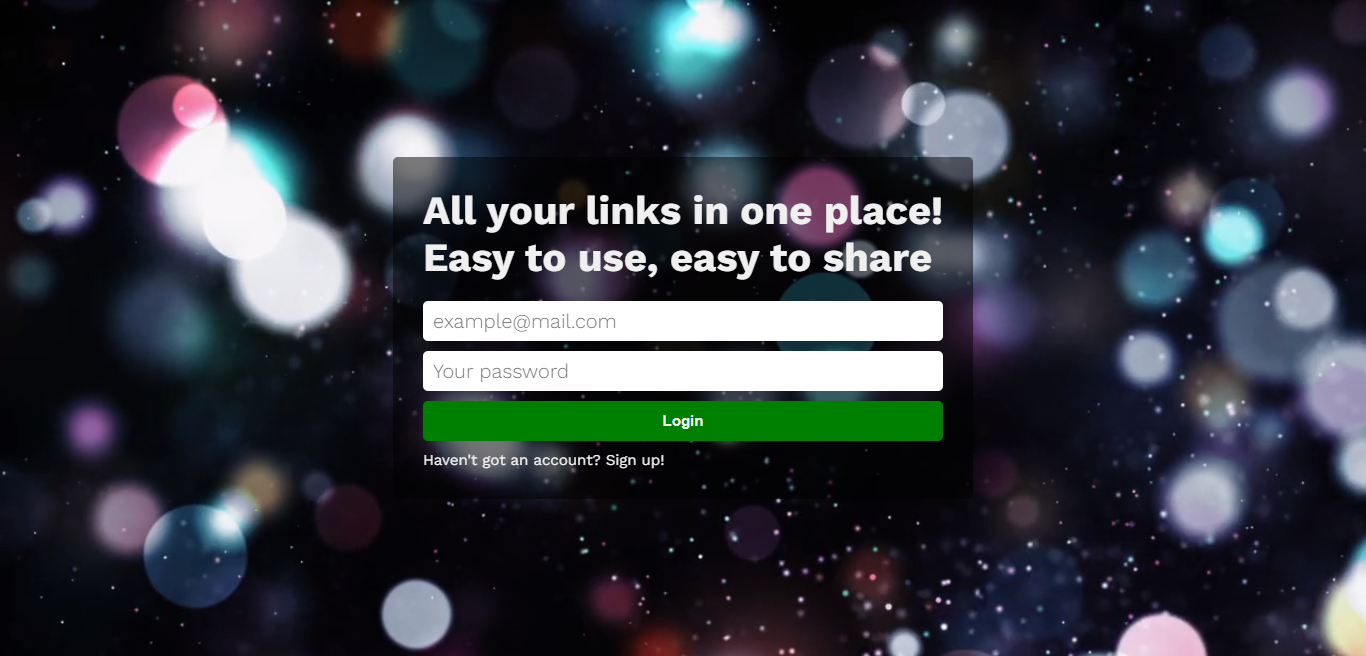 All your links in one place!
Easy to use, easy to share
example@mail.com
Your password
Login
Haven't got an account? Sign up!